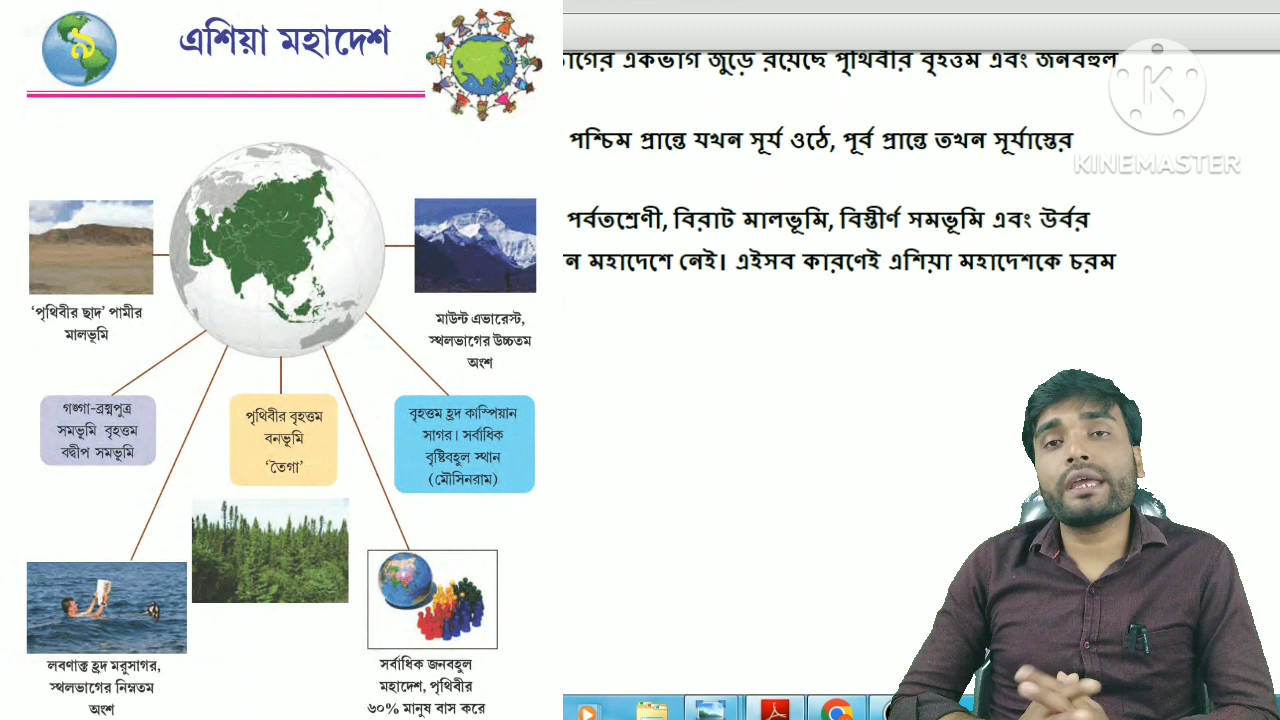 ৯
এশিয়া মহাদেশ
'পৃথিবীর ছাদ' পামীর
মালভূমি
মাউন্ট এভারেস্ট,
স্থলভাগের উচ্চতম
অংশ
গঙ্গা-ব্রহ্মপুত্র
সমভূমি বৃহত্তম
বদ্বীপ সমভূমি
পৃথিবীর বৃহত্তম
বনভূমি
'তৈগা'
বৃহত্তম হ্রদ কাস্পিয়ান
সাগর। সর্বাধিক
বৃষ্টিবহুল স্থান
(মৌসিনরাম)
লবণাক্ত হ্রদ মরুসাগর,
স্থলভাগের নিম্নতম
অংশ
সর্বাধিক জনবহুল
মহাদেশ, পৃথিবীর
৬০% মানুষ বাস করে
একভাগ জুড়ে রয়েছে পৃথিবীর বৃহত্তম এবং জনবহুল
পশ্চিম প্রান্তে যখন সূর্য ওঠে, পূর্ব প্রান্তে তখন সূর্যাস্তের
পর্বতশ্রেণী, বিরাট মালভূমি, বিস্তীর্ণ সমভূমি এবং উর্বর
মহাদেশে নেই। এইসব কারণেই এশিয়া মহাদেশকে চরম
K
KINEMASTER